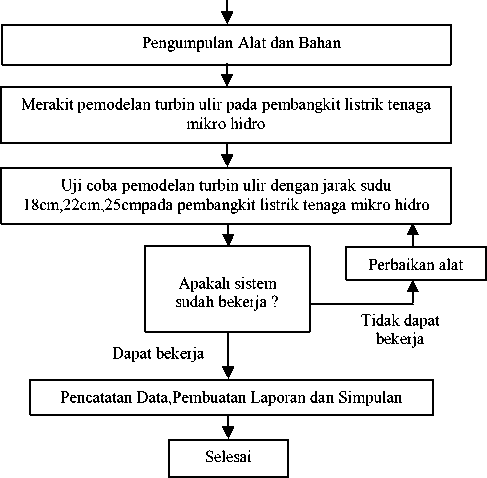 Pengumpulan Alat dan Bahan
Merakit pemodelan turbin ulir pada pembangkit listrik tenaga
mikro hidro
Uji coba pemodelan turbin ulir dengan jarak sudu
18cm,22cm,25cmpada pembangkit listrik tenaga mikro hidro
Apakah sistem
sudah bekerja ?
Perbaikan alat
Tidak dapat
bekerja
Dapat bekerja
Pencatatan Data,Pembuatan Laporan dan Simpulan
Selesai